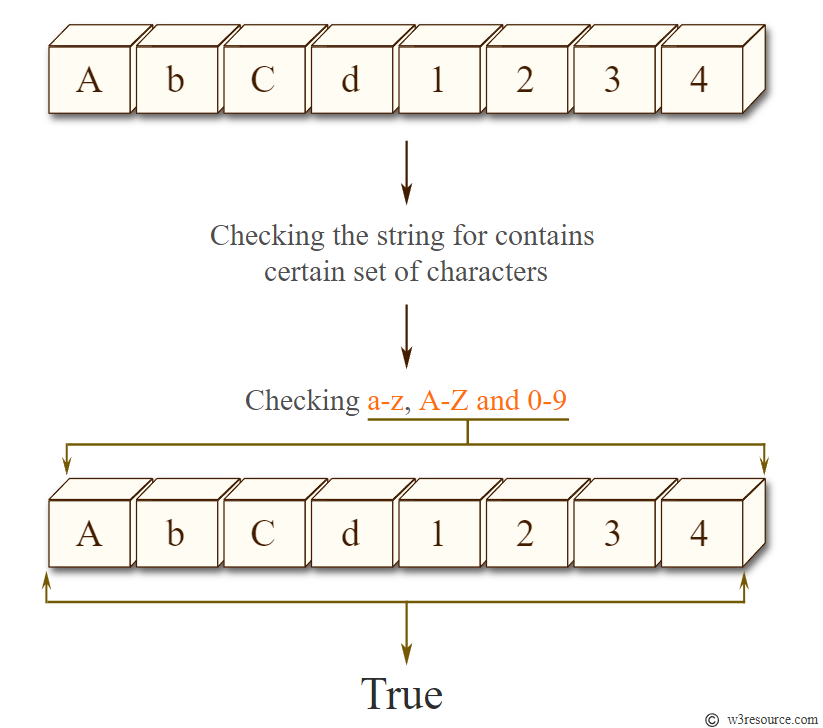 A b C d 1 2 3 4
Checking the string for contains
certain set of characters
Checking a-z, A-Z and 0-9
A b C d 1 2 3 4
True
© w3resource.com